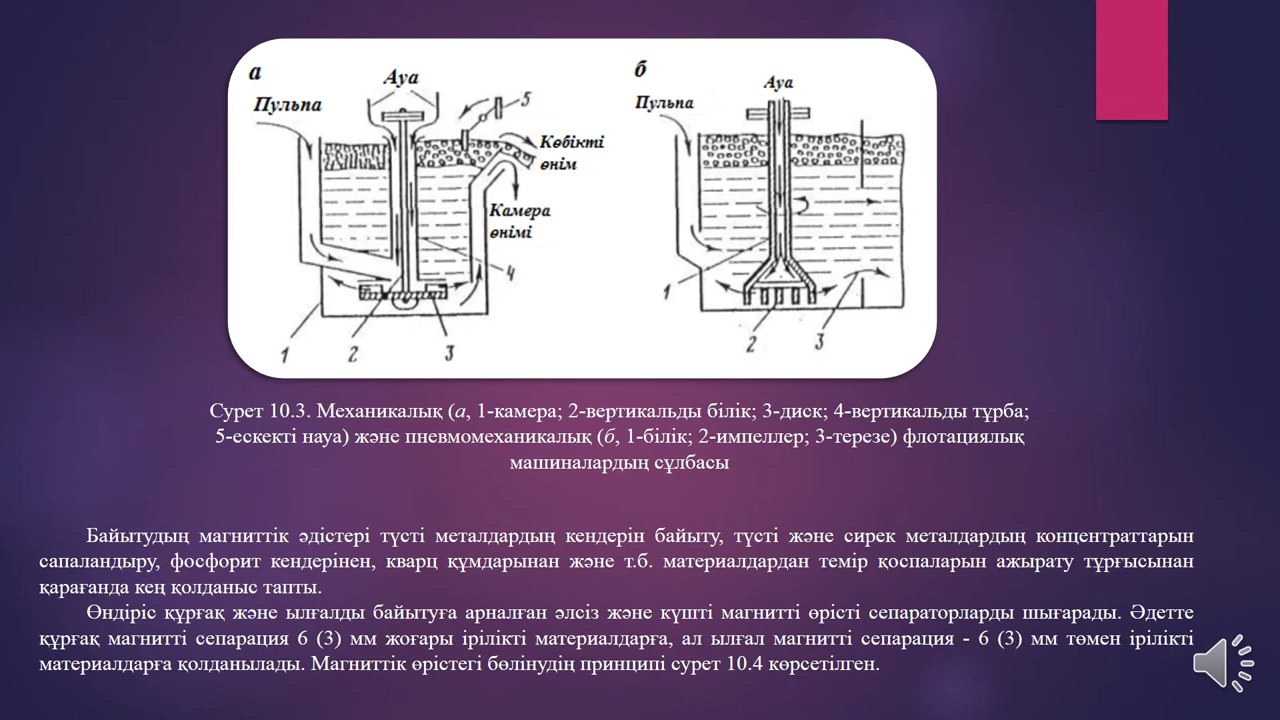 а
Ауа
Пульпа
5
Көбікті
өнім
Камера
өнімі
4
1
2
3
б
Ауа
Пульпа
1
2
3
Сурет 10.3. Механикалық (а, 1-камера; 2-вертикальды білік; 3-диск; 4-вертикальды тұрба;
5-ескекті науа) және пневмомеханикалық (б, 1-білік; 2-импеллер; 3-терезе) флотациялық
машиналардың сұлбасы
Байытудың магниттік әдістері түсті металдардың кендерін байыту, түсті және сирек металдардың концентраттарын
сапаландыру, фосфорит кендерінен, кварц құмдарынан және т.б. материалдардан темір қоспаларын ажырату тұрғысынан
қарағанда кең қолданыс тапты.
Өндіріс құрғақ және ылғалды байытуға арналған әлсіз және күшті магнитті өрісті сепараторларды шығарады. Әдетте
құрғақ магнитті сепарация 6 (3) мм жоғары ірілікті материалдарға, ал ылғал магнитті сепарация - 6 (3) мм төмен ірілікті
материалдарға қолданылады. Магниттік өрістегі бөлінудің принципі сурет 10.4 көрсетілген.